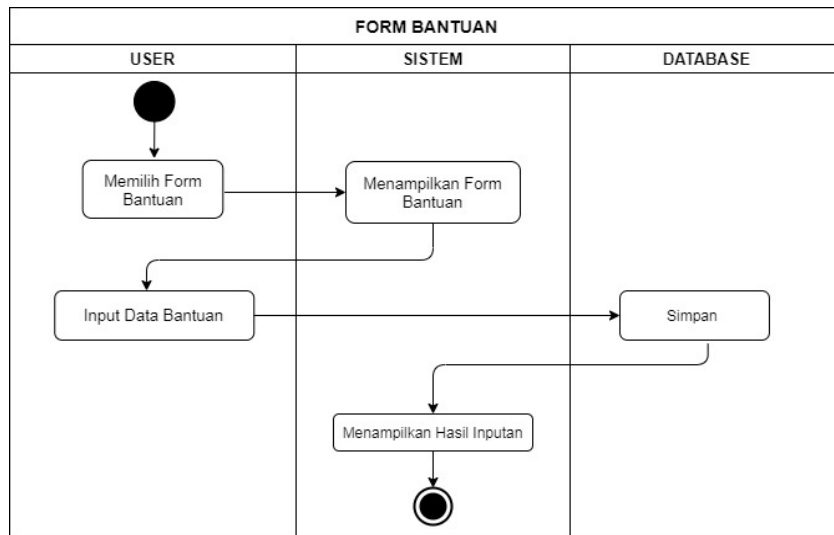 FORM BANTUAN
USER
SISTEM
DATABASE
Memilih Form
Bantuan
Menampilkan Form
Bantuan
Input Data Bantuan
Simpan
Menampilkan Hasil Inputan